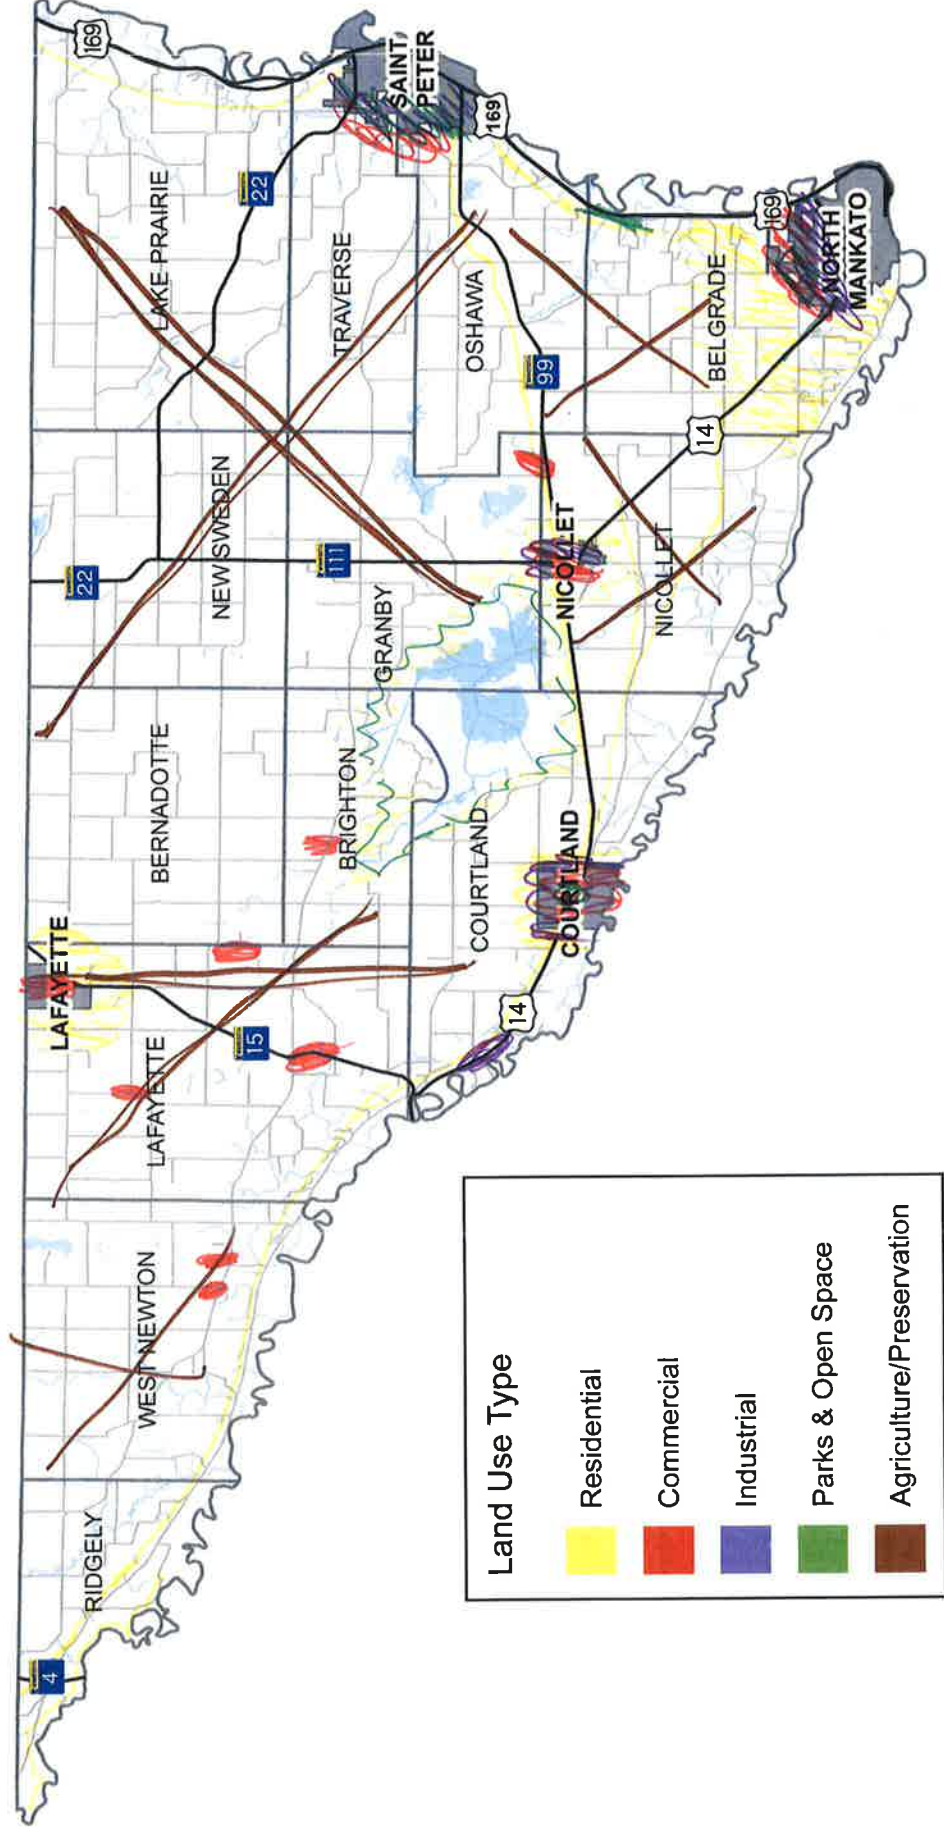 RIDGELY
WEST NEWTON
LAFAYETTE
LAFAYETTE
BERNADOTTE
NEW SWEDEN
LAKE PRAIRIE
BRIGHTON
GRANBY
TRAVERSE
SAINT
PETER
COURTLAND
COURTLAND
NICOLLET
NICOLLET
OSHAWA
BELGRADE
NORTH
MANKATO
4
15
14
22
111
22
99
14
169
169
169
Land Use Type
Residential
Commercial
Industrial
Parks & Open Space
Agriculture/Preservation